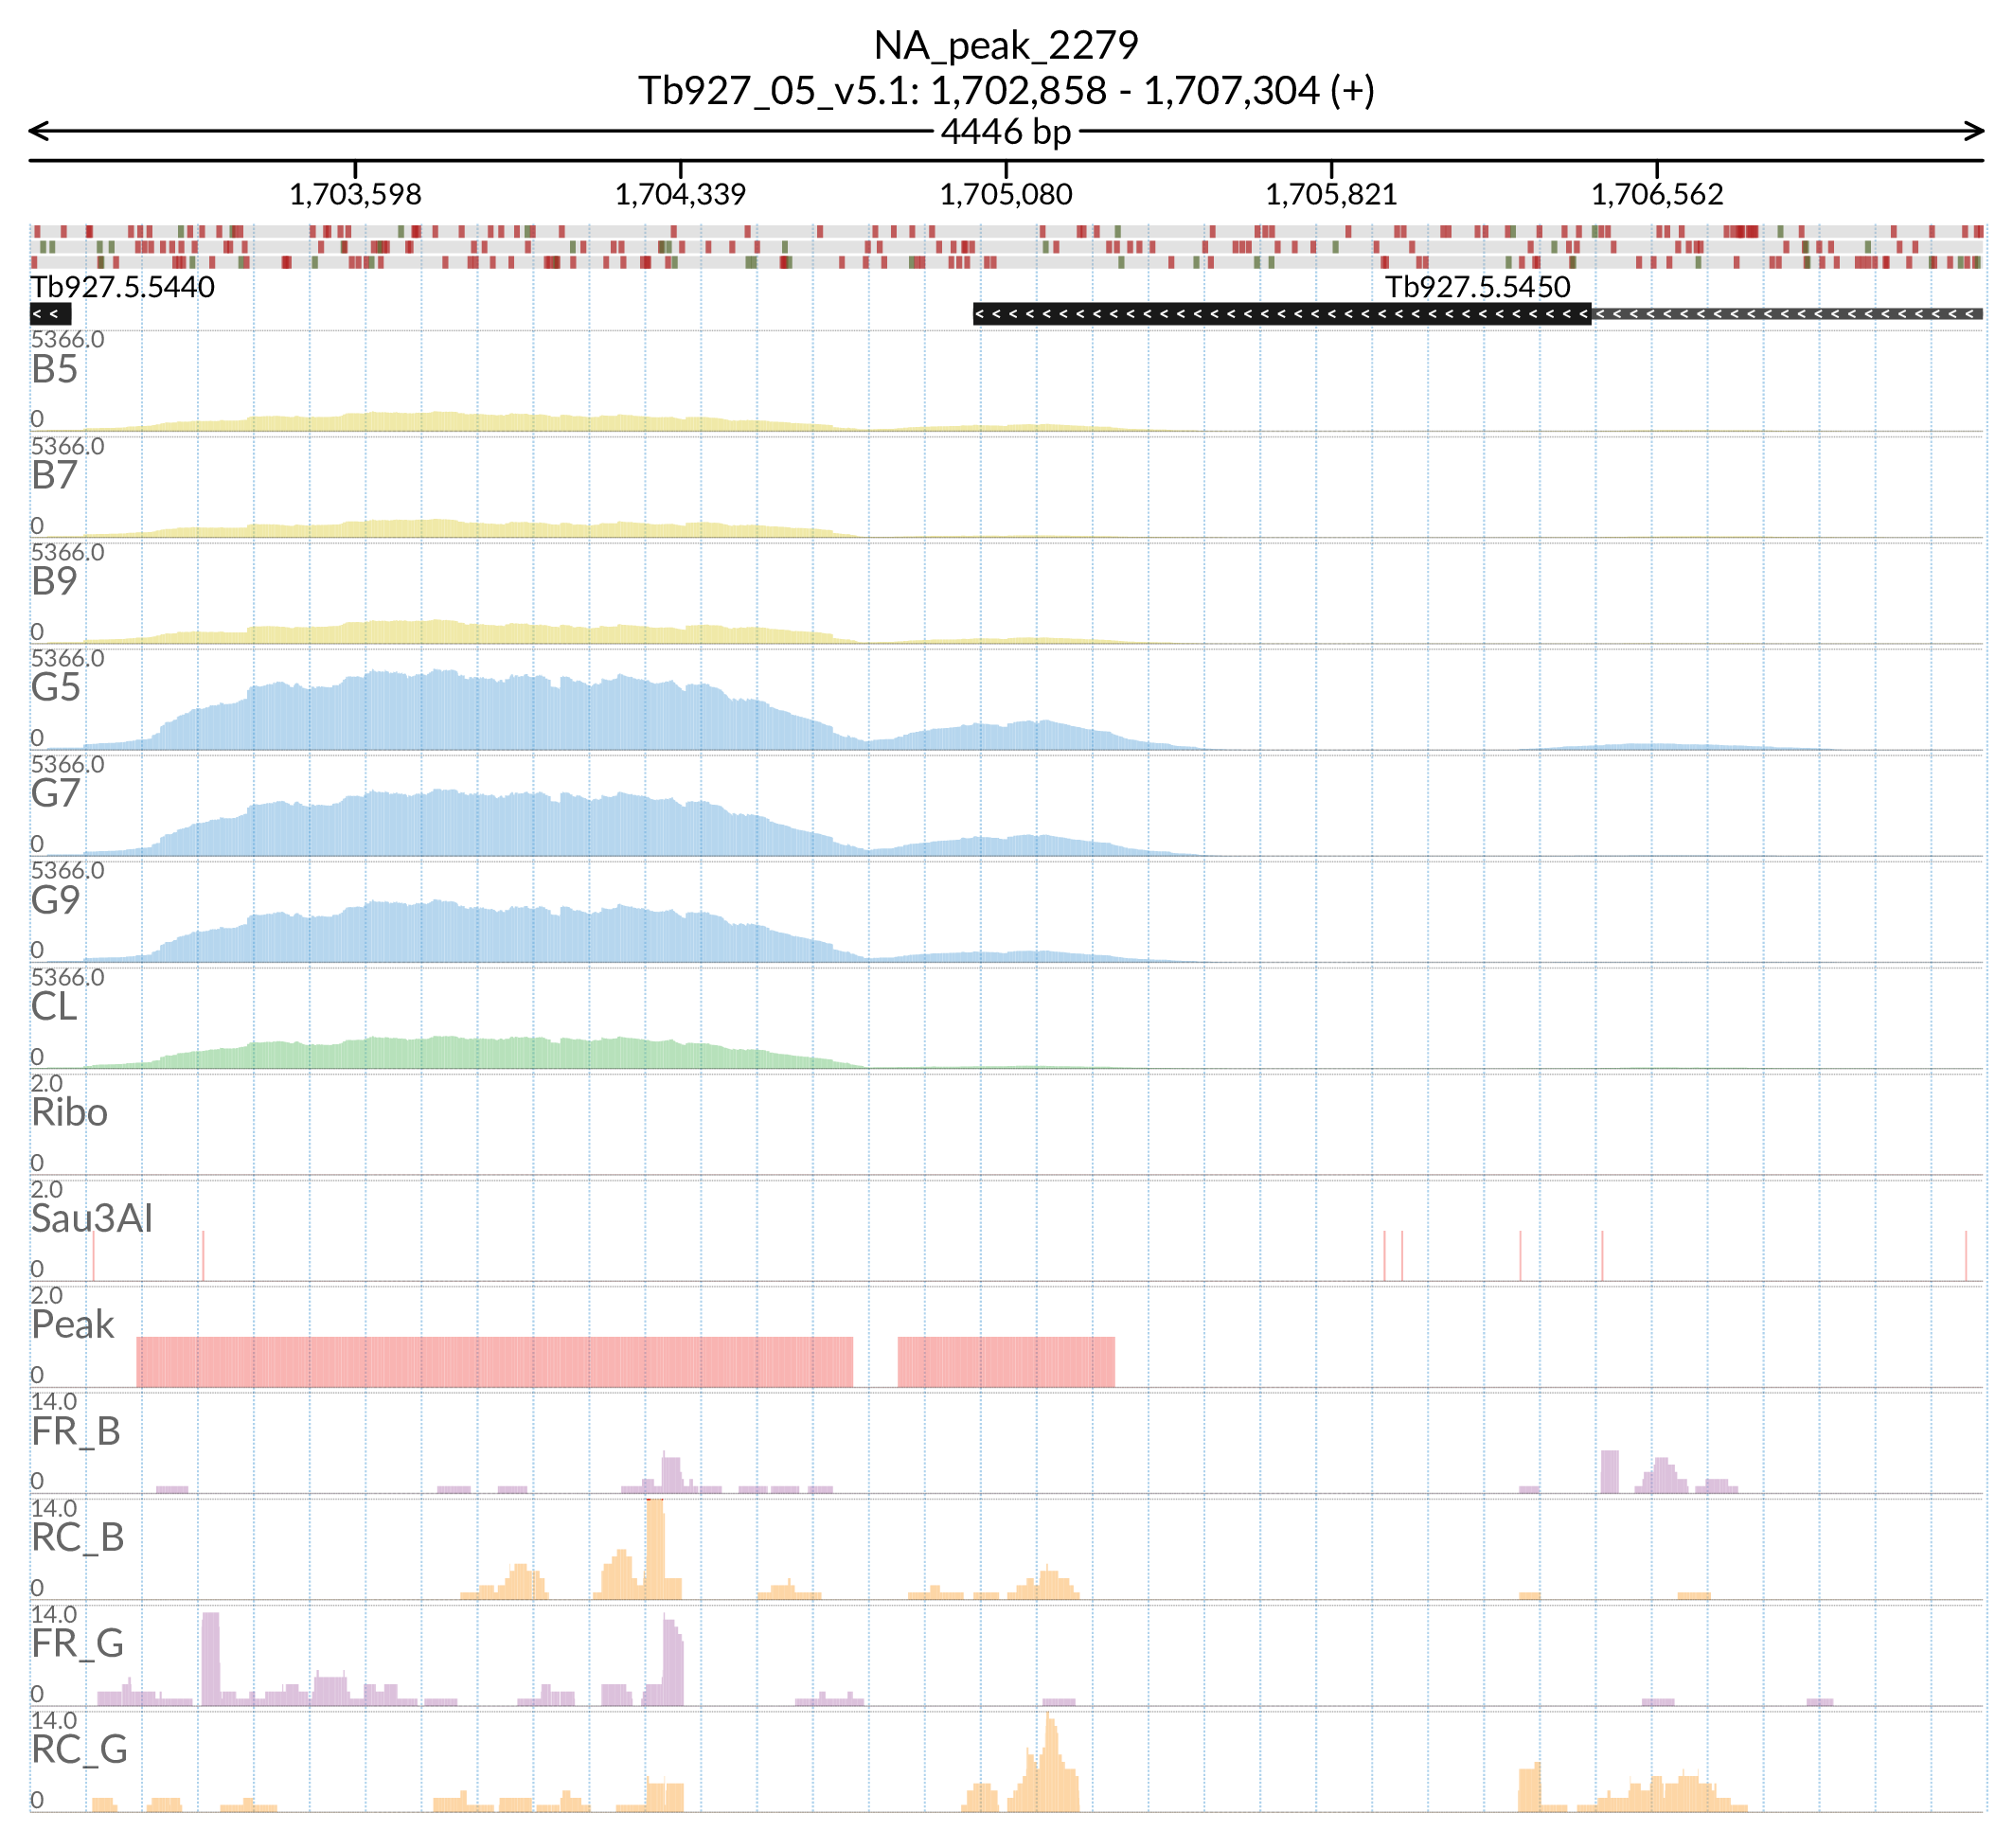 NA_peak_2279
Tb927_05_v5.1: 1,702,858 - 1,707,304 (+)
4446 bp
1,703,598 1,704,339 1,705,080 1,705,821 1,706,562
Tb927.5.5440 Tb927.5.5450
5366.0
B5
0
5366.0
B7
0
5366.0
B9
0
5366.0
G5
0
5366.0
G7
0
5366.0
G9
0
5366.0
CL
0
2.0
Ribo
0
2.0
Sau3AI
0
2.0
Peak
0
14.0
FR_B
0
14.0
RC_B
0
14.0
FR_G
0
14.0
RC_G
0